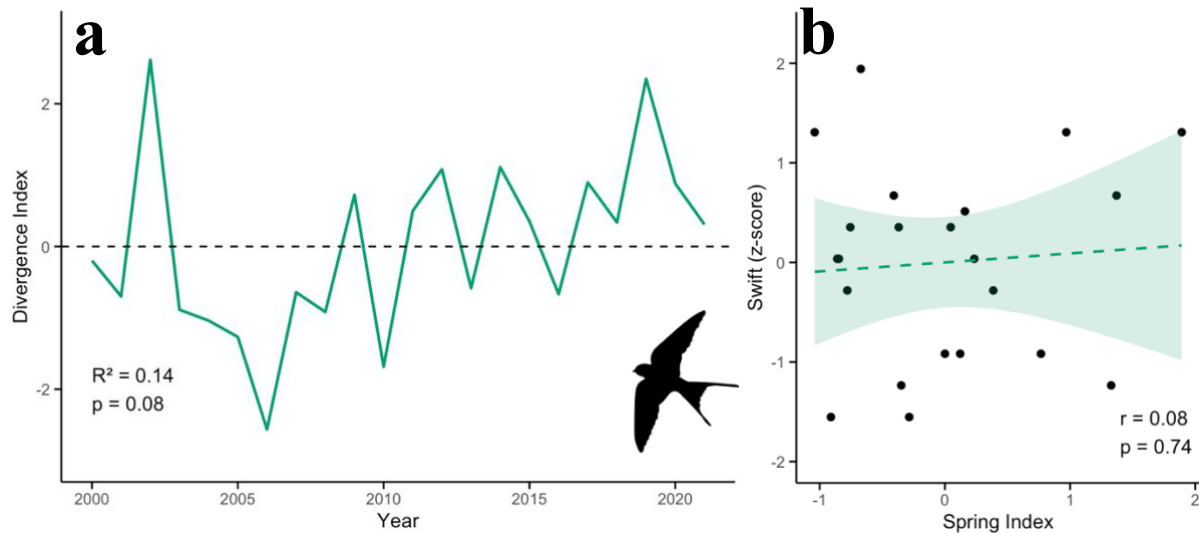 a
2
0
-2
Divergence Index
R² = 0.14
p = 0.08
2000 2005 2010 2015 2020
Year
b
2
1
0
-1
-2
Swift (z-score)
r = 0.08
p = 0.74
-1 0 1 2
Spring Index